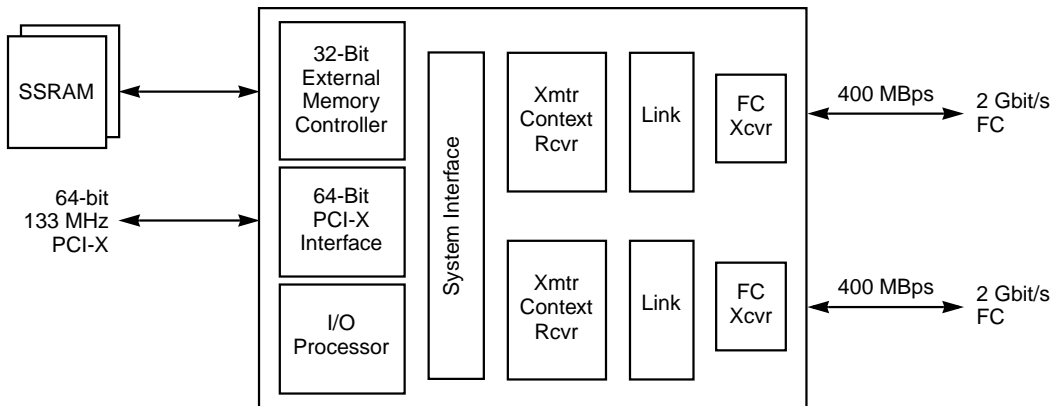 SSRAM
64-bit
133 MHz
PCI-X
32-Bit
External
Memory
Controller
64-Bit
PCI-X
Interface
I/O
Processor
System Interface
Xmtr
Context
Rcvr
Link
FC
Xcvr
400 MBps
2 Gbit/s
FC
Xmtr
Context
Rcvr
Link
FC
Xcvr
400 MBps
2 Gbit/s
FC